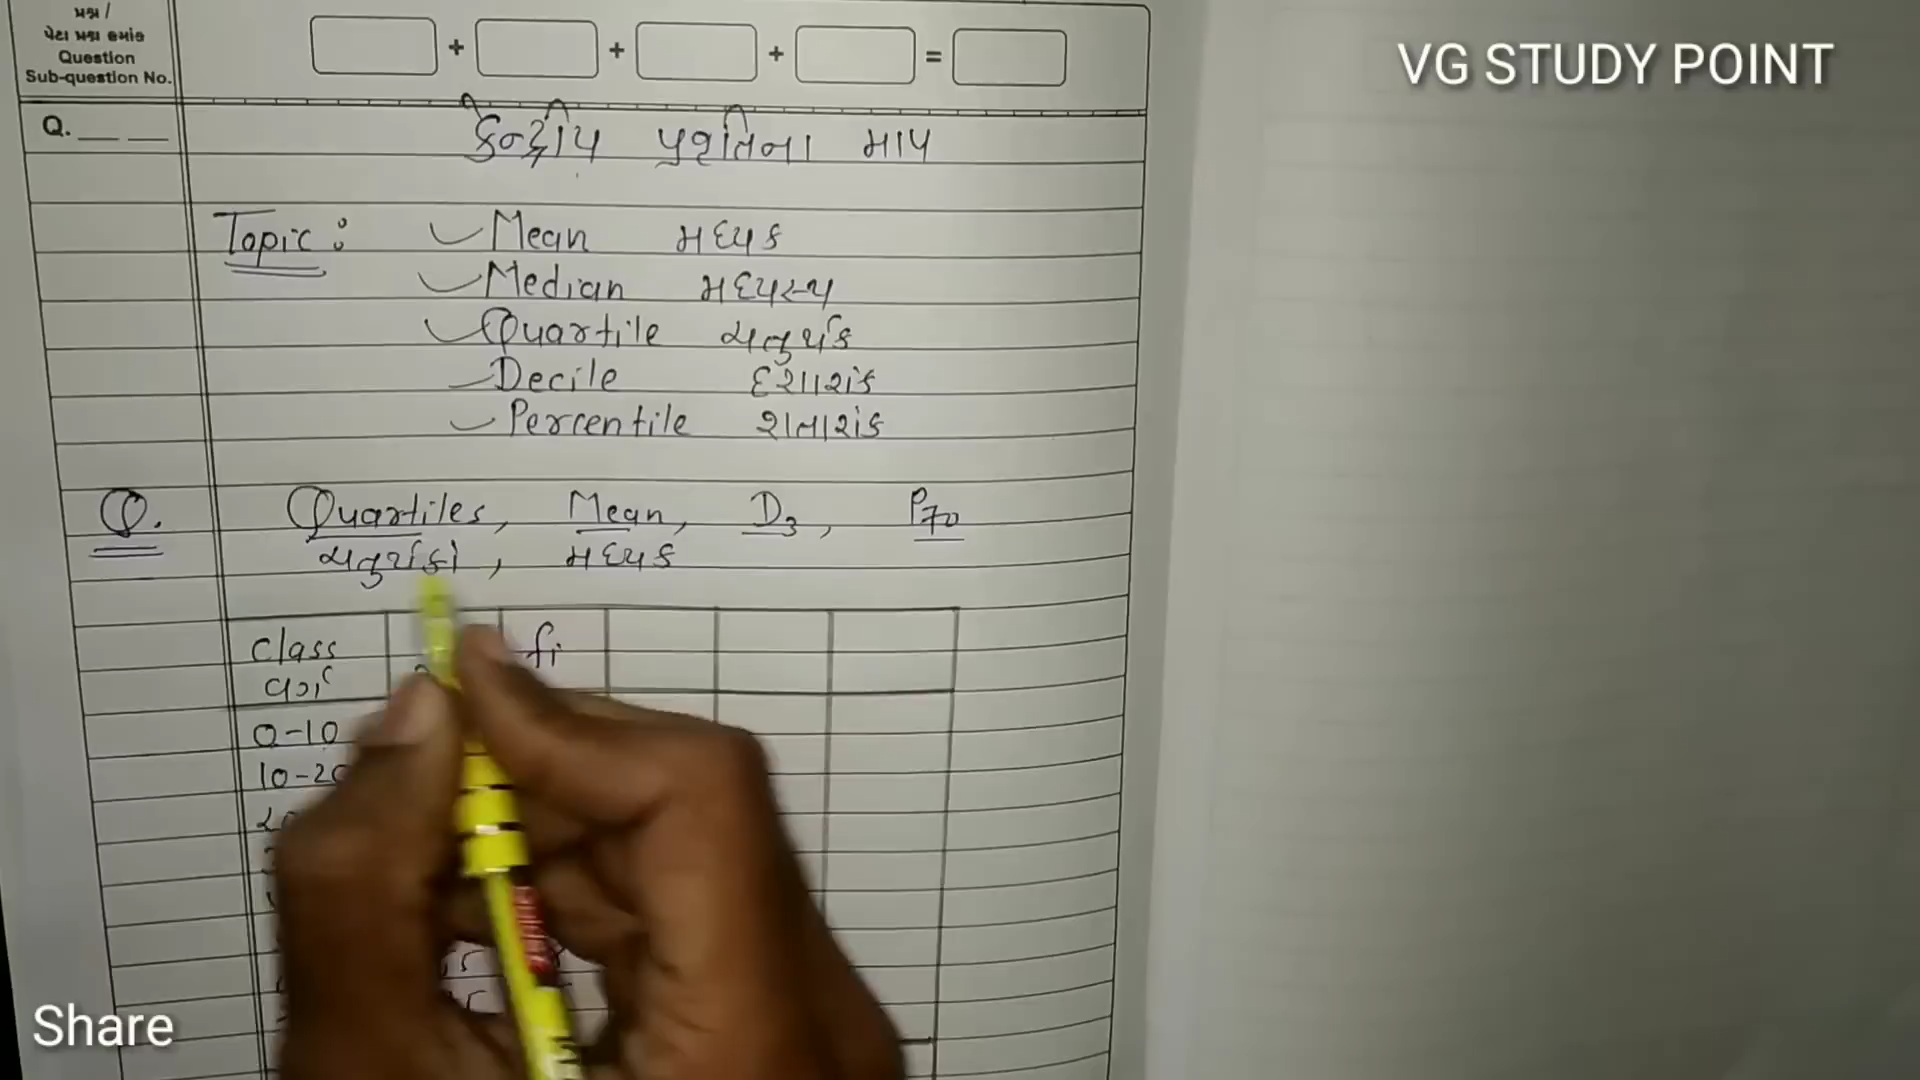 પ્રશ્ન /
પેટા પ્રશ્ન ક્રમાંક
Question
Sub-question No.
+ + + =
VG STUDY POINT
Q. __ __
કેન્દ્રીય પ્રવૃત્તિના માપ
Topic : Mean મધ્યક
Median મધ્યસ્થ
Quartile ચતુર્થક
Decile દશાંશક
Percentile શતાંશક
Q. Quartiles, Mean, D3, P70
ચતુર્થકો, મધ્યક
class fi
વર્ગ
0-10
10-20
Share